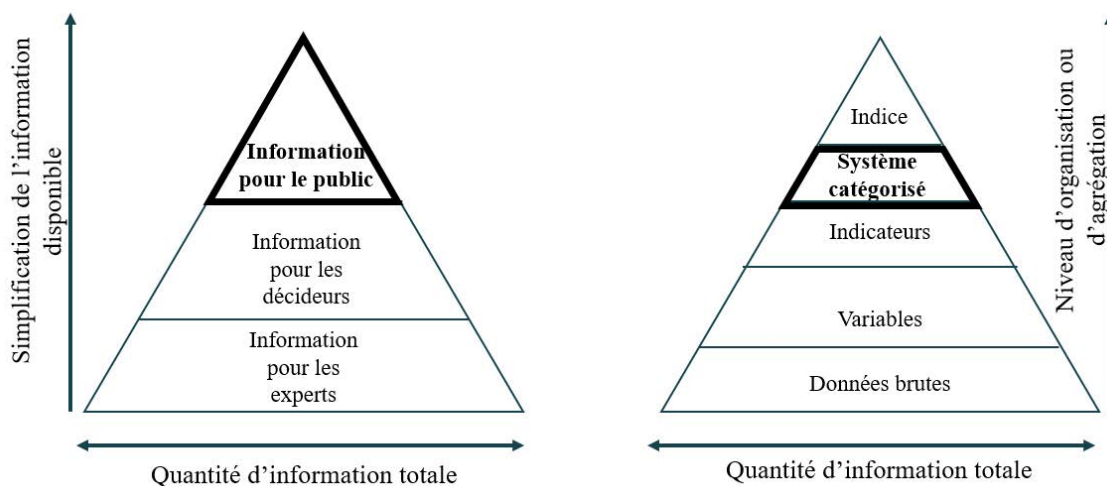 Simplification de l’information
disponible
Information
pour le public
Information
pour les
décideurs
Information
pour les
experts
Quantité d’information totale
Indice
Système
catégorisé
Indicateurs
Variables
Données brutes
Niveau d’organisation ou
d’agrégation
Quantité d’information totale